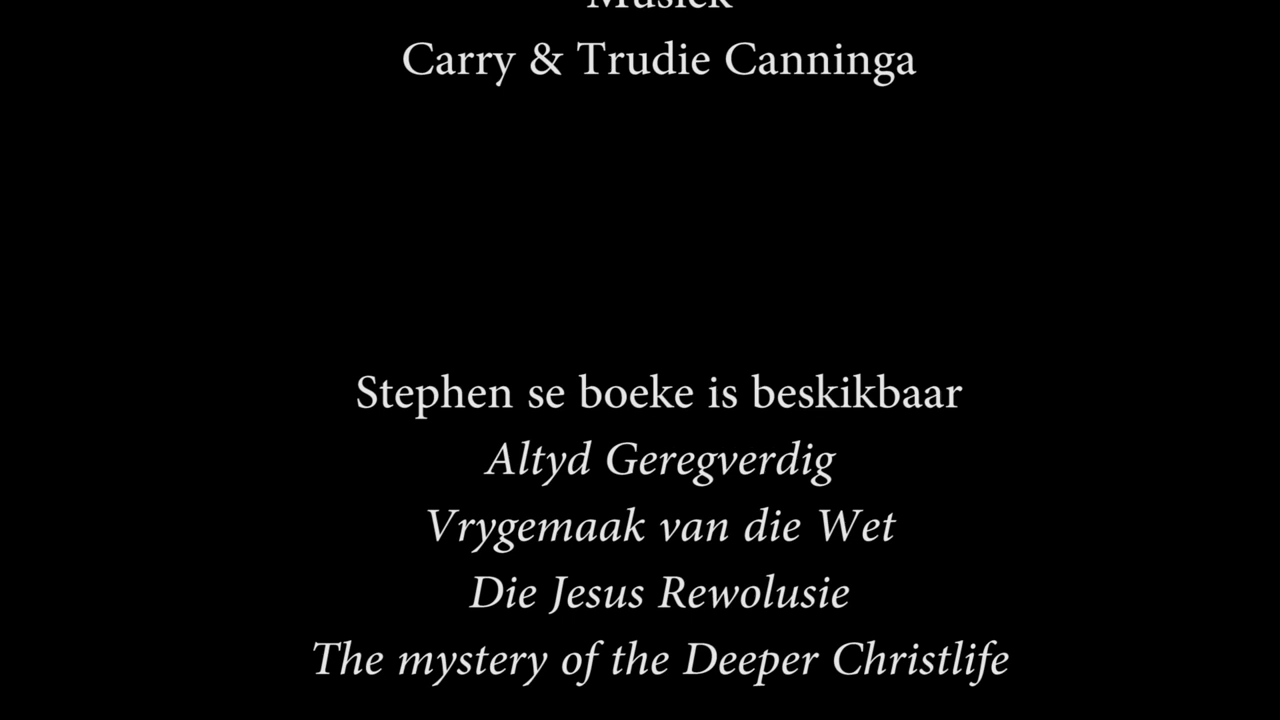 Musiek
Carry & Trudie Canninga
Stephen se boeke is beskikbaar
Altyd Geregverdig
Vrygemaak van die Wet
Die Jesus Rewolusie
The mystery of the Deeper Christlife